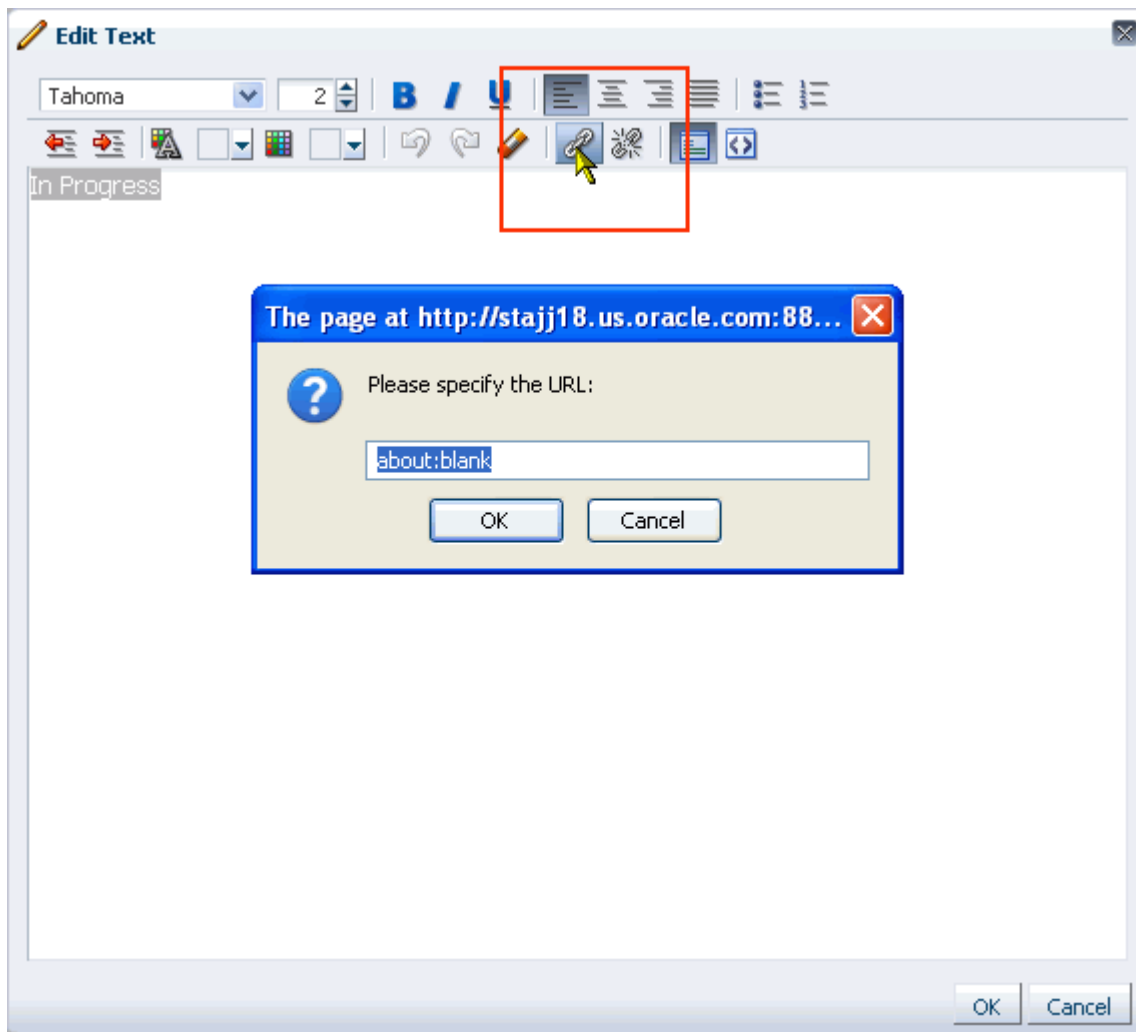 Edit Text
Tahoma 2 B I U
In Progress
The page at http://stajj18.us.oracle.com:88...
Please specify the URL:
about:blank
OK Cancel
OK Cancel